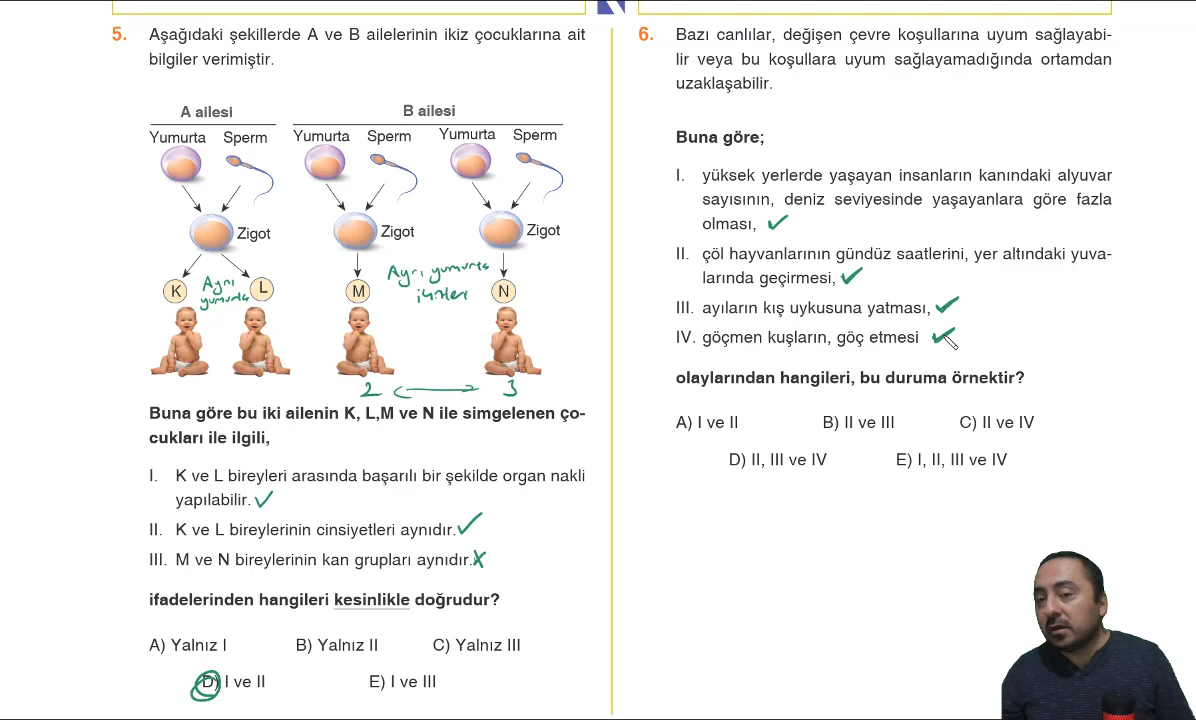 5. Aşağıdaki şekillerde A ve B ailelerinin ikiz çocuklarına ait
bilgiler verimiştir.
A ailesi
B ailesi
Yumurta Sperm Yumurta Sperm Yumurta Sperm
Zigot Zigot Zigot
K L M N
Aynı
yumurta
Ayrı yumurta
ikizleri
2 3
Buna göre bu iki ailenin K, L,M ve N ile simgelenen ço-
cukları ile ilgili,
I. K ve L bireyleri arasında başarılı bir şekilde organ nakli
yapılabilir.
II. K ve L bireylerinin cinsiyetleri aynıdır.
III. M ve N bireylerinin kan grupları aynıdır.
ifadelerinden hangileri kesinlikle doğrudur?
A) Yalnız I B) Yalnız II C) Yalnız III
D) I ve II E) I ve III
6. Bazı canlılar, değişen çevre koşullarına uyum sağlayabi-
lir veya bu koşullara uyum sağlayamadığında ortamdan
uzaklaşabilir.
Buna göre;
I. yüksek yerlerde yaşayan insanların kanındaki alyuvar
sayısının, deniz seviyesinde yaşayanlara göre fazla
olması,
II. çöl hayvanlarının gündüz saatlerini, yer altındaki yuva-
larında geçirmesi,
III. ayıların kış uykusuna yatması,
IV. göçmen kuşların, göç etmesi
olaylarından hangileri, bu duruma örnektir?
A) I ve II B) II ve III C) II ve IV
D) II, III ve IV E) I, II, III ve IV